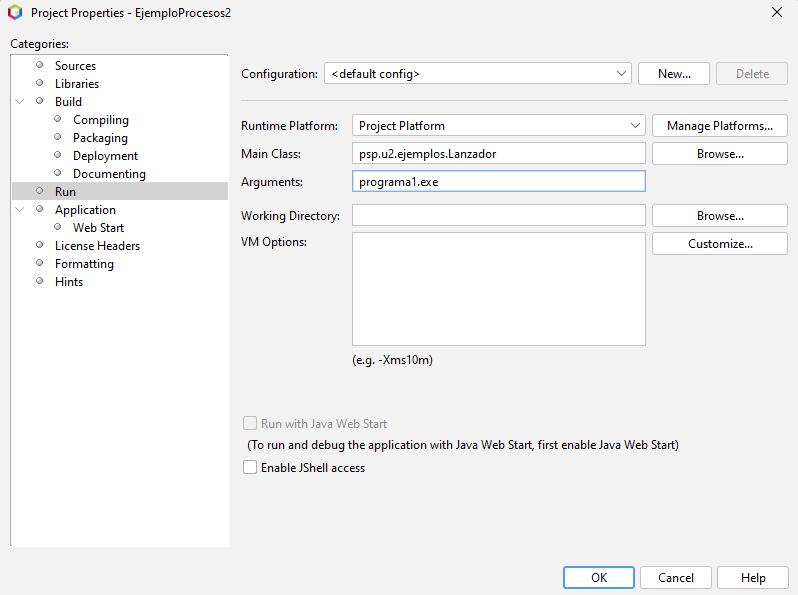 Project Properties - EjemploProcesos2
Categories:
Sources
Libraries
Build
Compiling
Packaging
Deployment
Documenting
Run
Application
Web Start
License Headers
Formatting
Hints
Configuration: <default config> New... Delete
Runtime Platform: Project Platform Manage Platforms...
Main Class: psp.u2.ejemplos.Lanzador Browse...
Arguments: programa1.exe
Working Directory: Browse...
VM Options: Customize...
(e.g. -Xms10m)
Run with Java Web Start
(To run and debug the application with Java Web Start, first enable Java Web Start)
Enable JShell access
OK Cancel Help